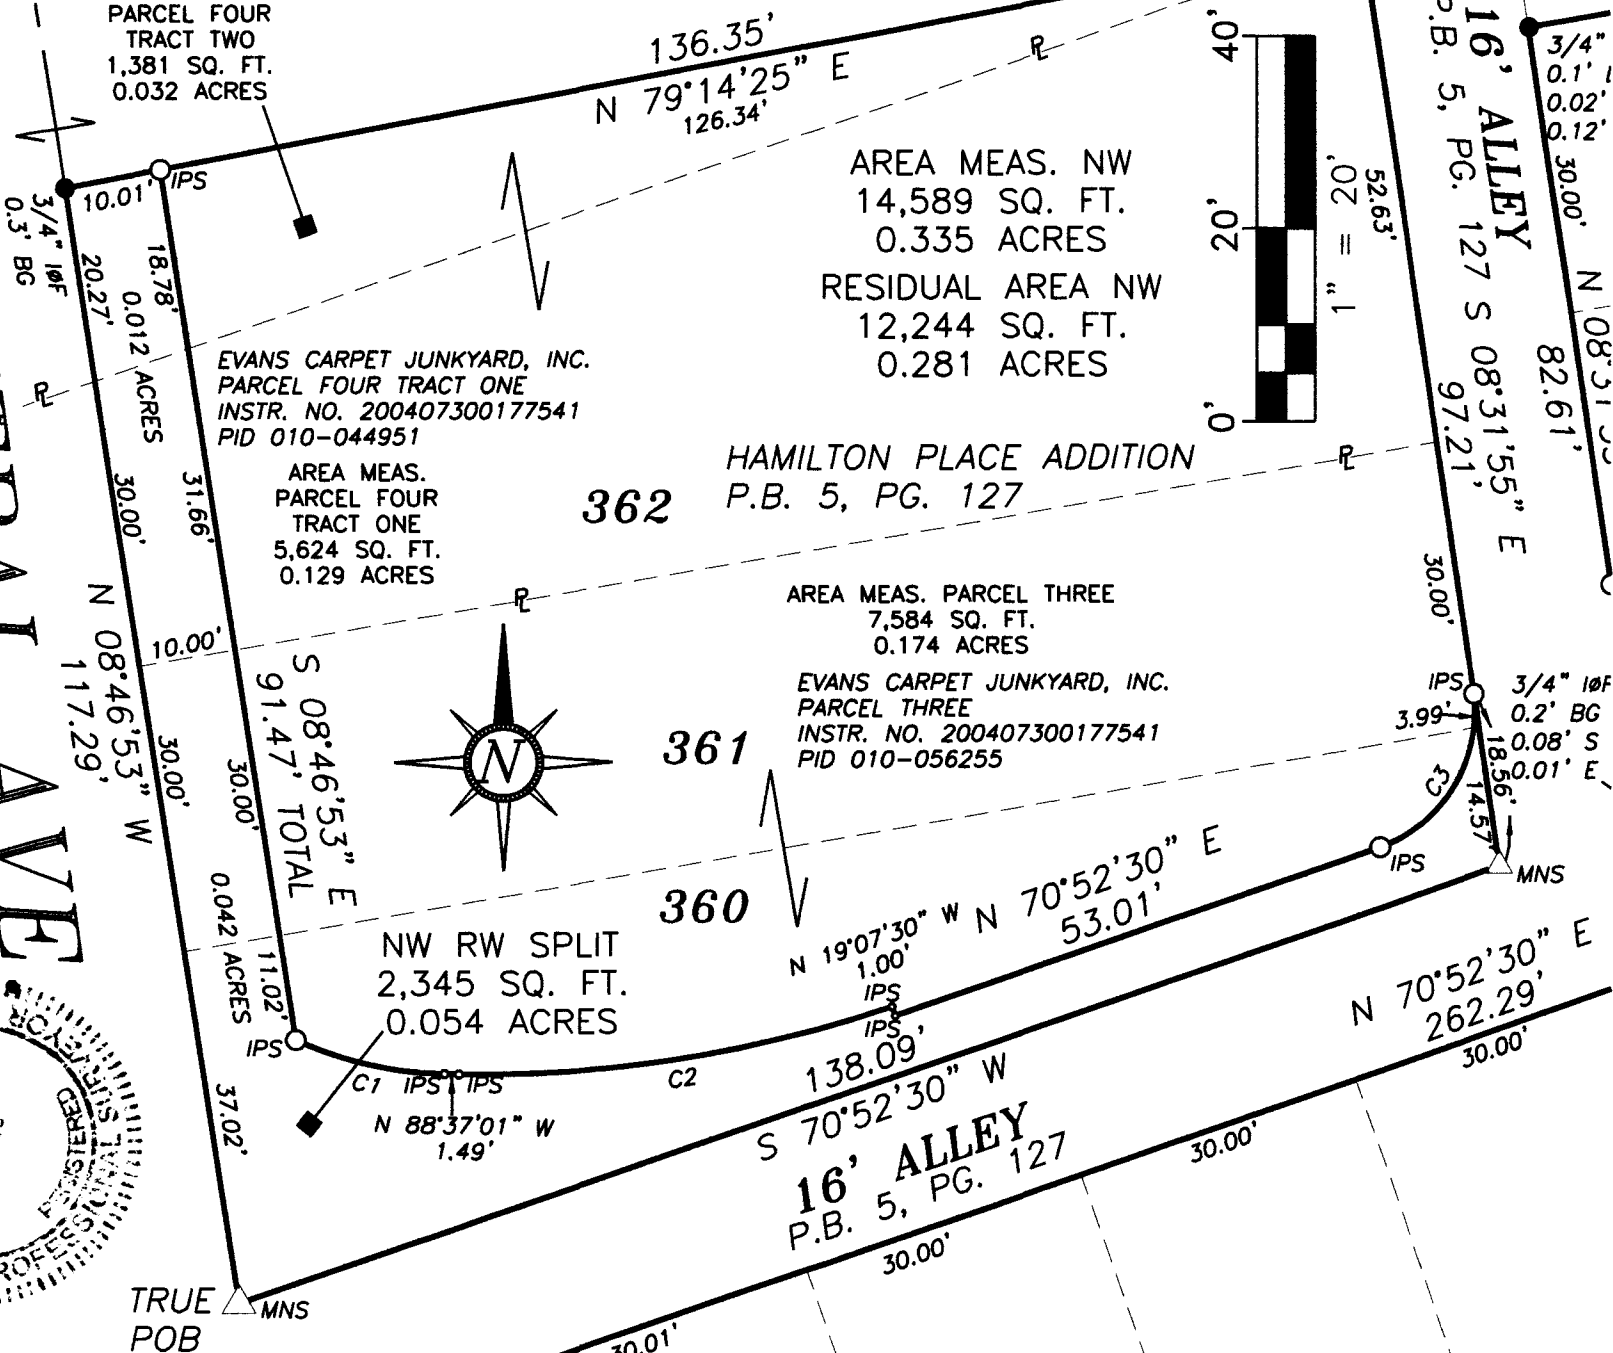 PARCEL FOUR
TRACT TWO
1,381 SQ. FT.
0.032 ACRES
136.35'
N 79°14'25" E
126.34'
10.01'
IPS
3/4" IØF
0.3' BG
20.27'
18.78'
0.012 ACRES
℄
AREA MEAS. NW
14,589 SQ. FT.
0.335 ACRES
RESIDUAL AREA NW
12,244 SQ. FT.
0.281 ACRES
40'
20'
0'
1" = 20'
52.63'
16' ALLEY
P.B. 5, PG. 127
S 08°31'55" E
97.21'
3/4"
0.1'
0.02'
0.12'
30.00'
82.61'
EVANS CARPET JUNKYARD, INC.
PARCEL FOUR TRACT ONE
INSTR. NO. 200407300177541
PID 010-044951
AREA MEAS.
PARCEL FOUR
TRACT ONE
5,624 SQ. FT.
0.129 ACRES
362
HAMILTON PLACE ADDITION
P.B. 5, PG. 127
30.00'
31.66'
N 08°46'53" W
117.29'
10.00'
S 08°46'53" E
91.47' TOTAL
30.00'
30.00'
AREA MEAS. PARCEL THREE
7,584 SQ. FT.
0.174 ACRES
EVANS CARPET JUNKYARD, INC.
PARCEL THREE
INSTR. NO. 200407300177541
PID 010-056255
361
N
30.00'
IPS
3/4" IØF
0.2' BG
0.08' S
0.01' E
3.99'
18.56'
14.57'
C3
IPS
MNS
360
AVE.
0.042 ACRES
11.02'
IPS
NW RW SPLIT
2,345 SQ. FT.
0.054 ACRES
N 19°07'30" W
1.00'
IPS
IPS
N 70°52'30" E
53.01'
C1
IPS
IPS
C2
N 88°37'01" W
1.49'
138.09'
S 70°52'30" W
37.02'
16' ALLEY
P.B. 5, PG. 127
N 70°52'30" E
262.29'
30.00'
30.00'
30.00'
30.01'
TRUE
POB
MNS
REGISTERED
PROFESSIONAL SURVEYOR